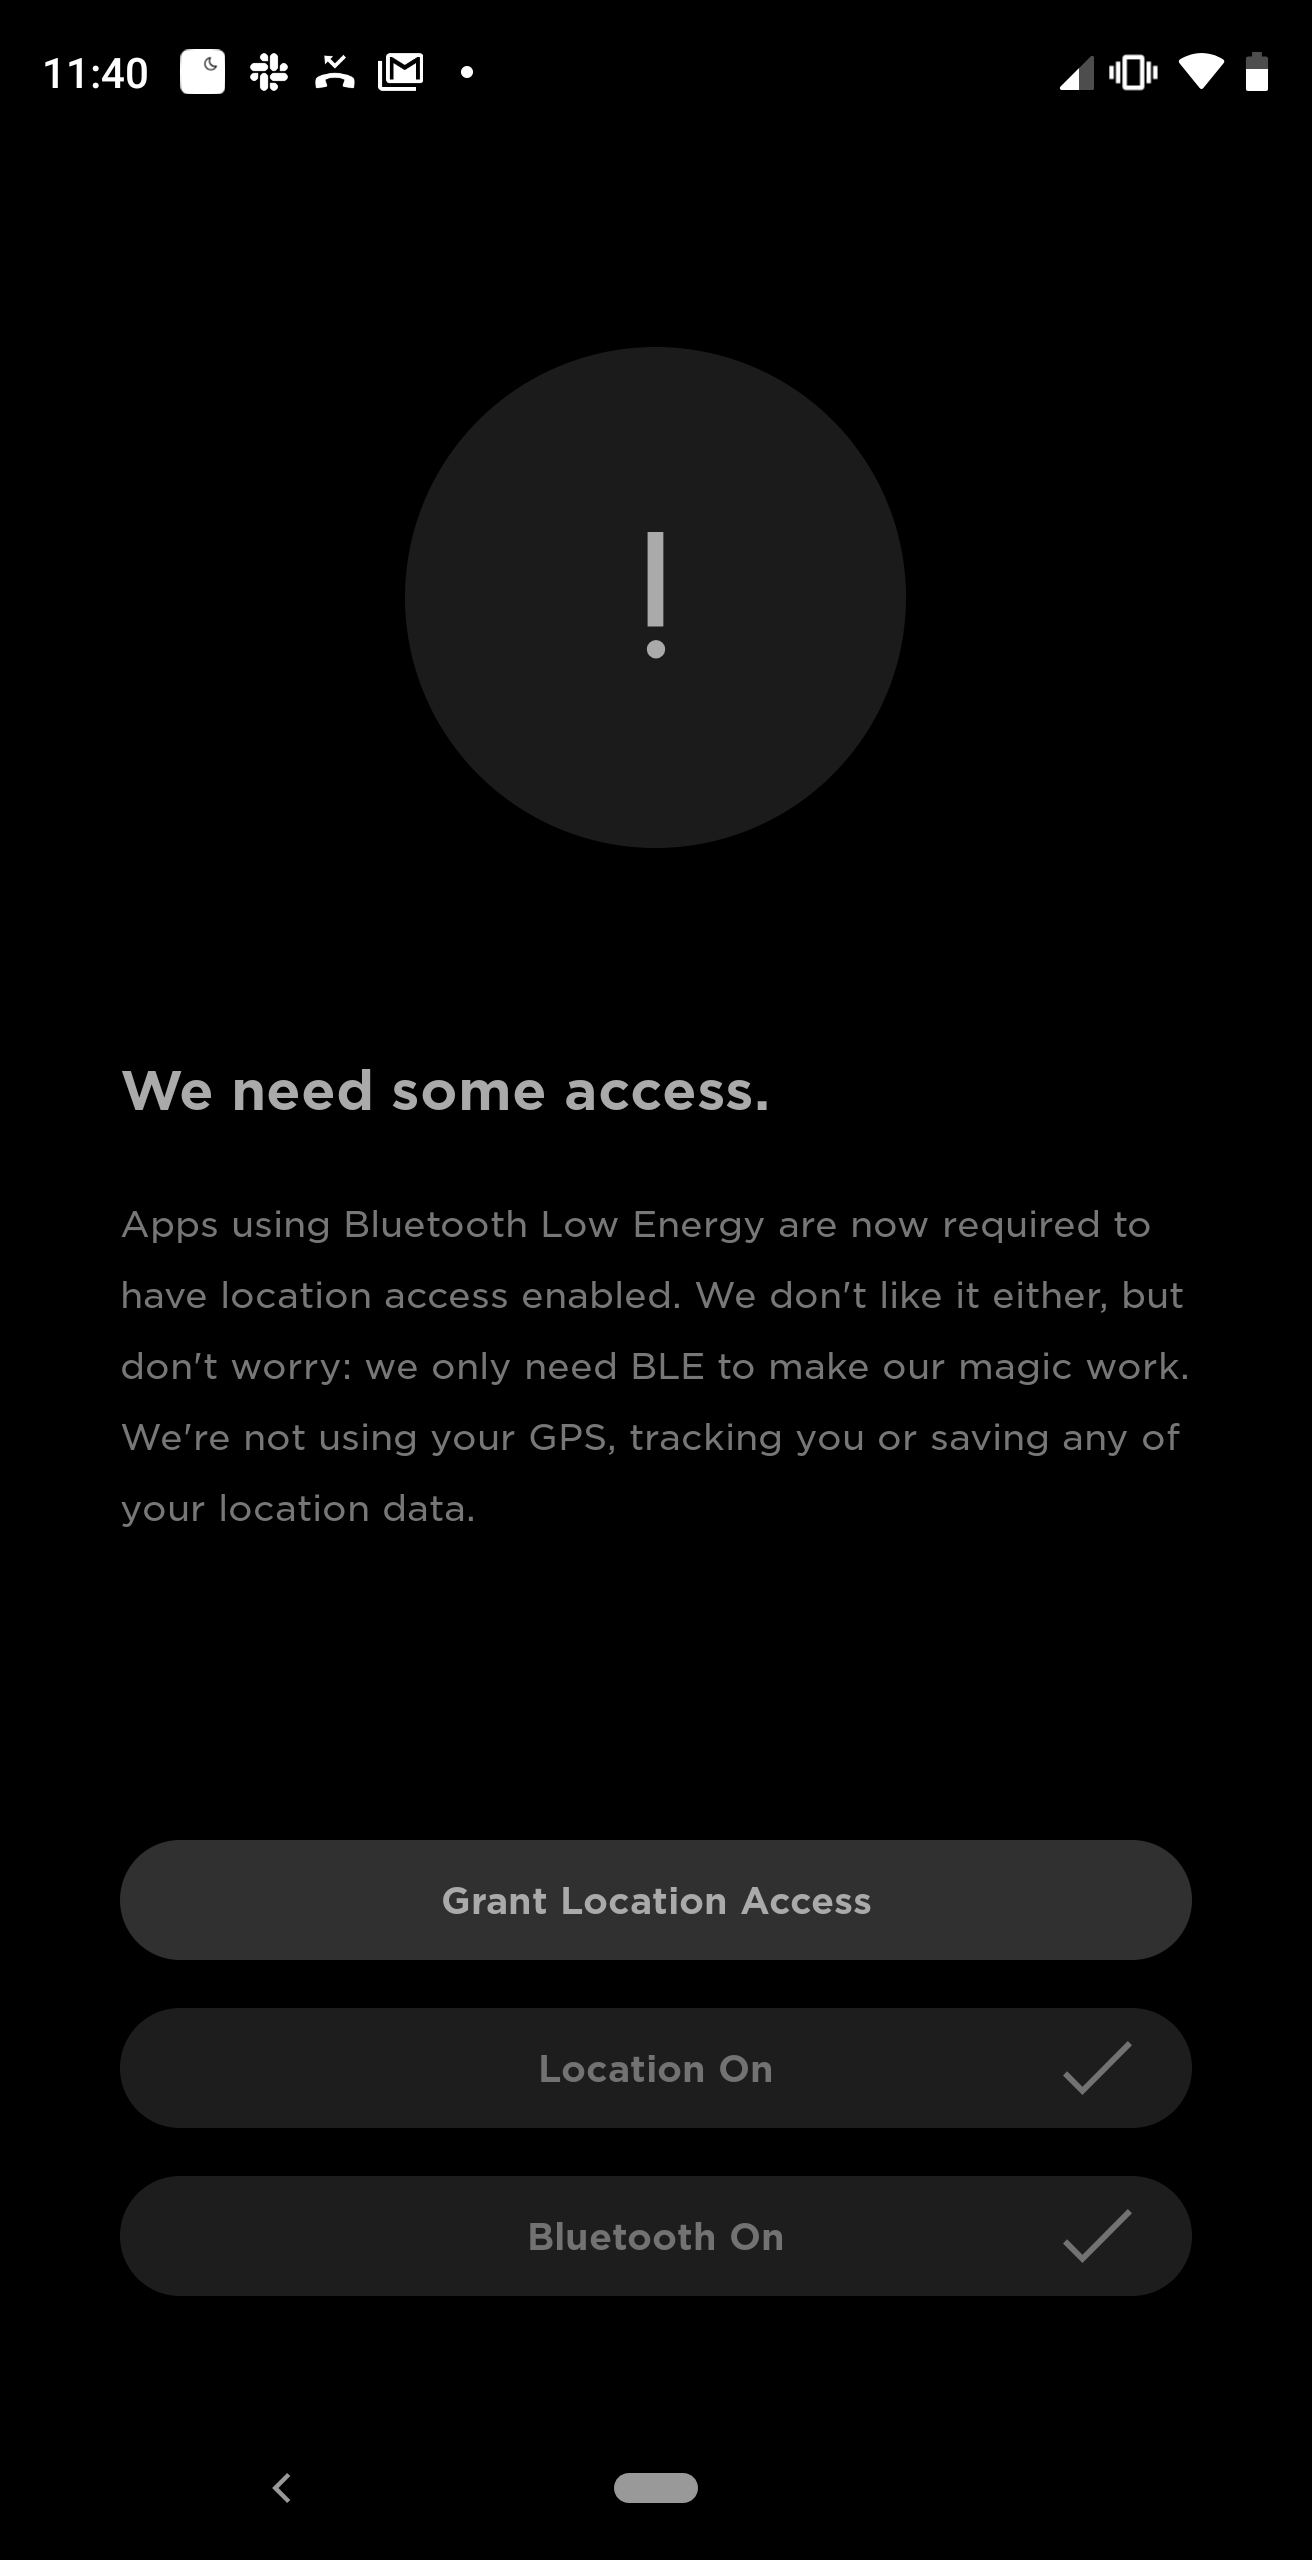 11:40
We need some access.
Apps using Bluetooth Low Energy are now required to
have location access enabled. We don't like it either, but
don't worry: we only need BLE to make our magic work.
We're not using your GPS, tracking you or saving any of
your location data.
Grant Location Access
Location On
Bluetooth On